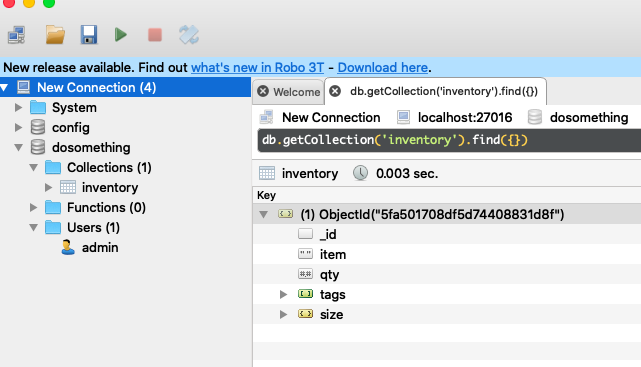 New release available. Find out what's new in Robo 3T - Download here.
New Connection (4)
System
config
dosomething
Collections (1)
inventory
Functions (0)
Users (1)
admin
Welcome
db.getCollection('inventory').find({})
New Connection
localhost:27016
dosomething
db.getCollection('inventory').find({})
inventory
0.003 sec.
Key
(1) ObjectId("5fa501708df5d74408831d8f")
_id
item
qty
tags
size